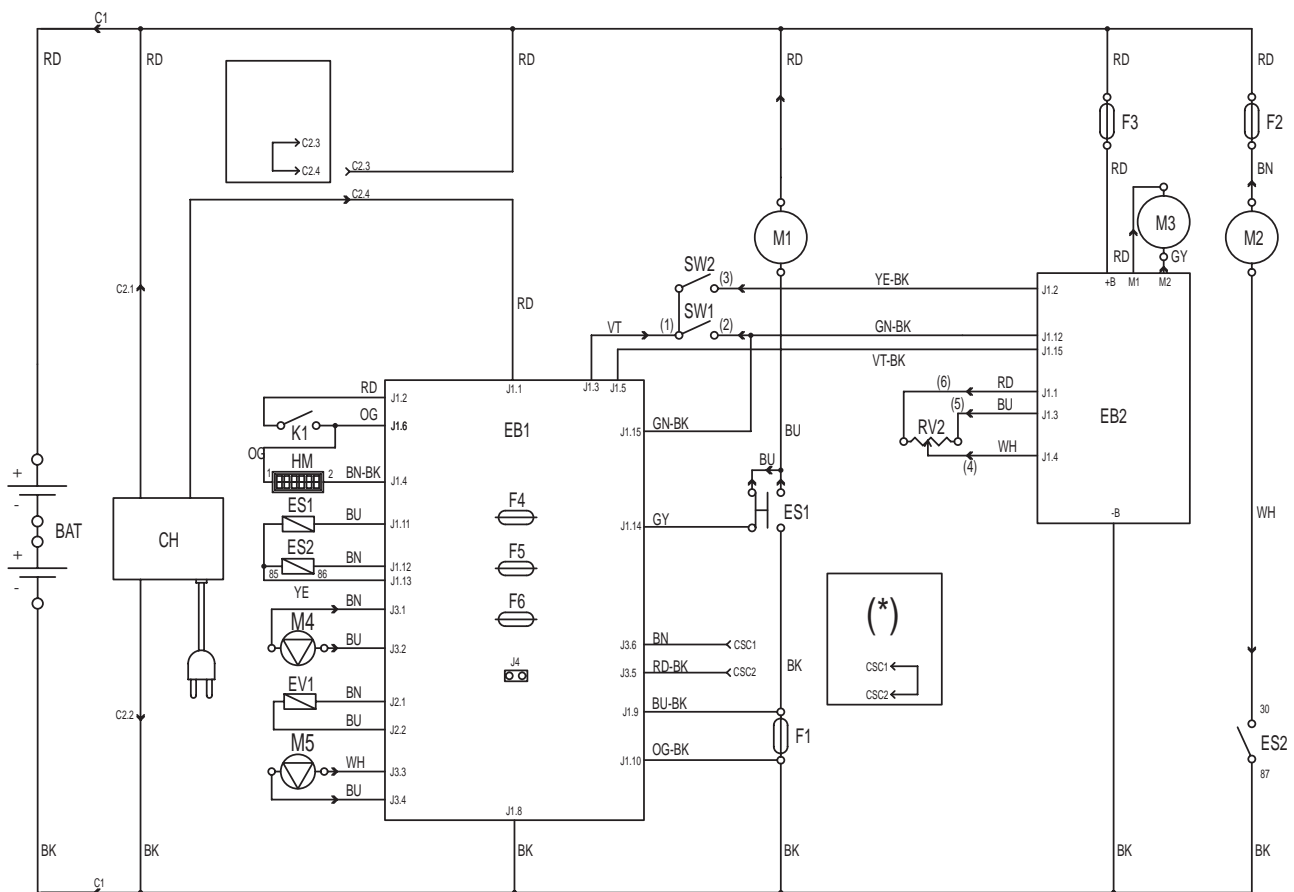 C1
RD RD RD RD RD RD
C2.3
C2.4
C2.3
C2.4
F3 F2
RD BN
M1 M3 M2
RD GY
C2.1
SW2 (3) YE-BK J1.2
+B M1 M2
RD
VT (1) SW1 (2) GN-BK J1.12
VT-BK J1.15
J1.1 J1.3 J1.5
RD J1.2
(6) RD J1.1
K1 OG J1.6
(5) BU J1.3
EB1 GN-BK J1.15
RV2 EB2
BU
OG
1 HM 2 BN-BK J1.4
WH J1.4
(4)
BU
+
-
BAT
+
-
CH
ES1 BU J1.11
F4
GY J1.14
ES1
-B
WH
ES2 BN J1.12
85 86 J1.13
YE
F5
BN J3.1
F6
M4 BU J3.2
(*)
CSC1
CSC2
BN J3.6 CSC1
J4
RD-BK J3.5 CSC2
BK
EV1 BN J2.1
BU-BK J1.9
BU J2.2
F1
30
ES2
87
C2.2
M5 WH J3.3
OG-BK J1.10
BU J3.4
J1.8
BK BK BK BK BK BK
C1